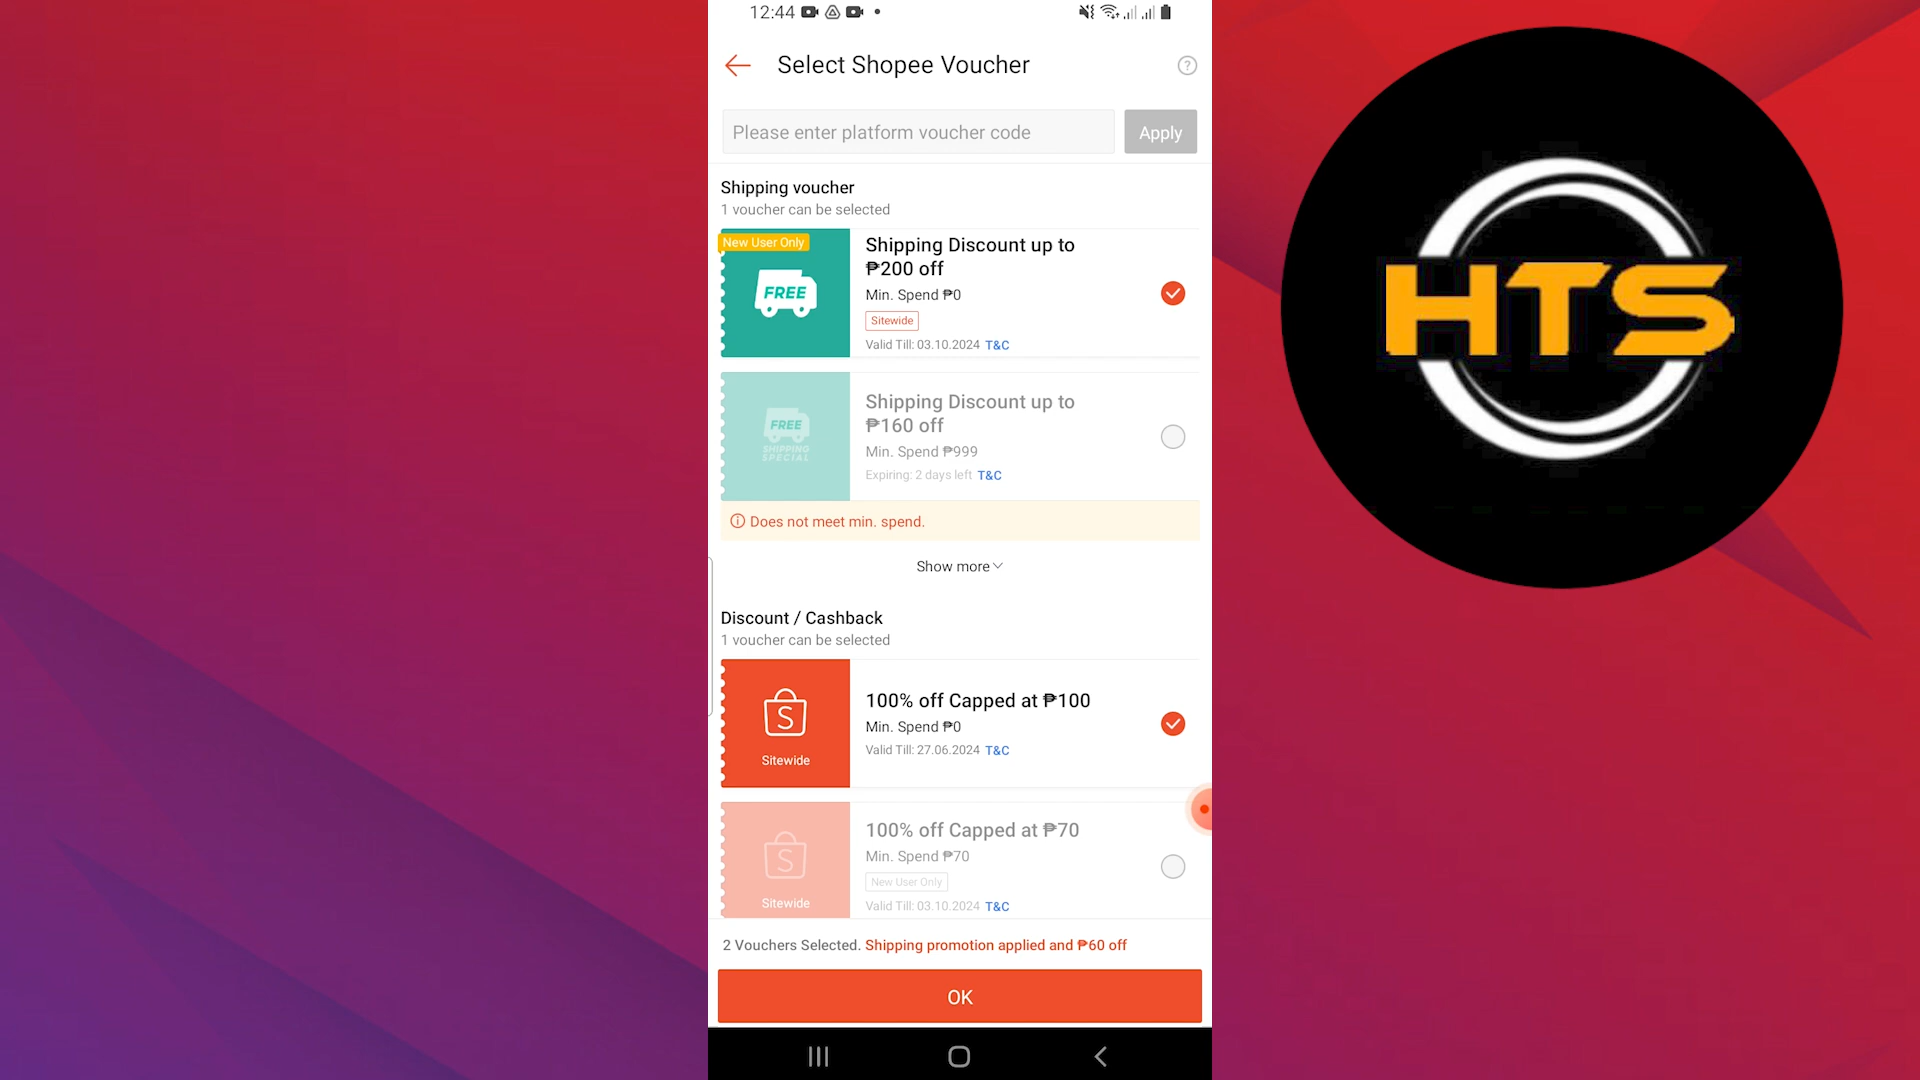 12:44
Select Shopee Voucher
?
Please enter platform voucher code
Apply
Shipping voucher
1 voucher can be selected
New User Only
FREE
Shipping Discount up to
₱200 off
Min. Spend ₱0
Sitewide
Valid Till: 03.10.2024 T&C
FREE
SHIPPING
SPECIAL
Shipping Discount up to
₱160 off
Min. Spend ₱999
Expiring: 2 days left T&C
Does not meet min. spend.
Show more
Discount / Cashback
1 voucher can be selected
S
Sitewide
100% off Capped at ₱100
Min. Spend ₱0
Valid Till: 27.06.2024 T&C
S
Sitewide
100% off Capped at ₱70
Min. Spend ₱70
New User Only
Valid Till: 03.10.2024 T&C
2 Vouchers Selected. Shipping promotion applied and ₱60 off
OK
HTS